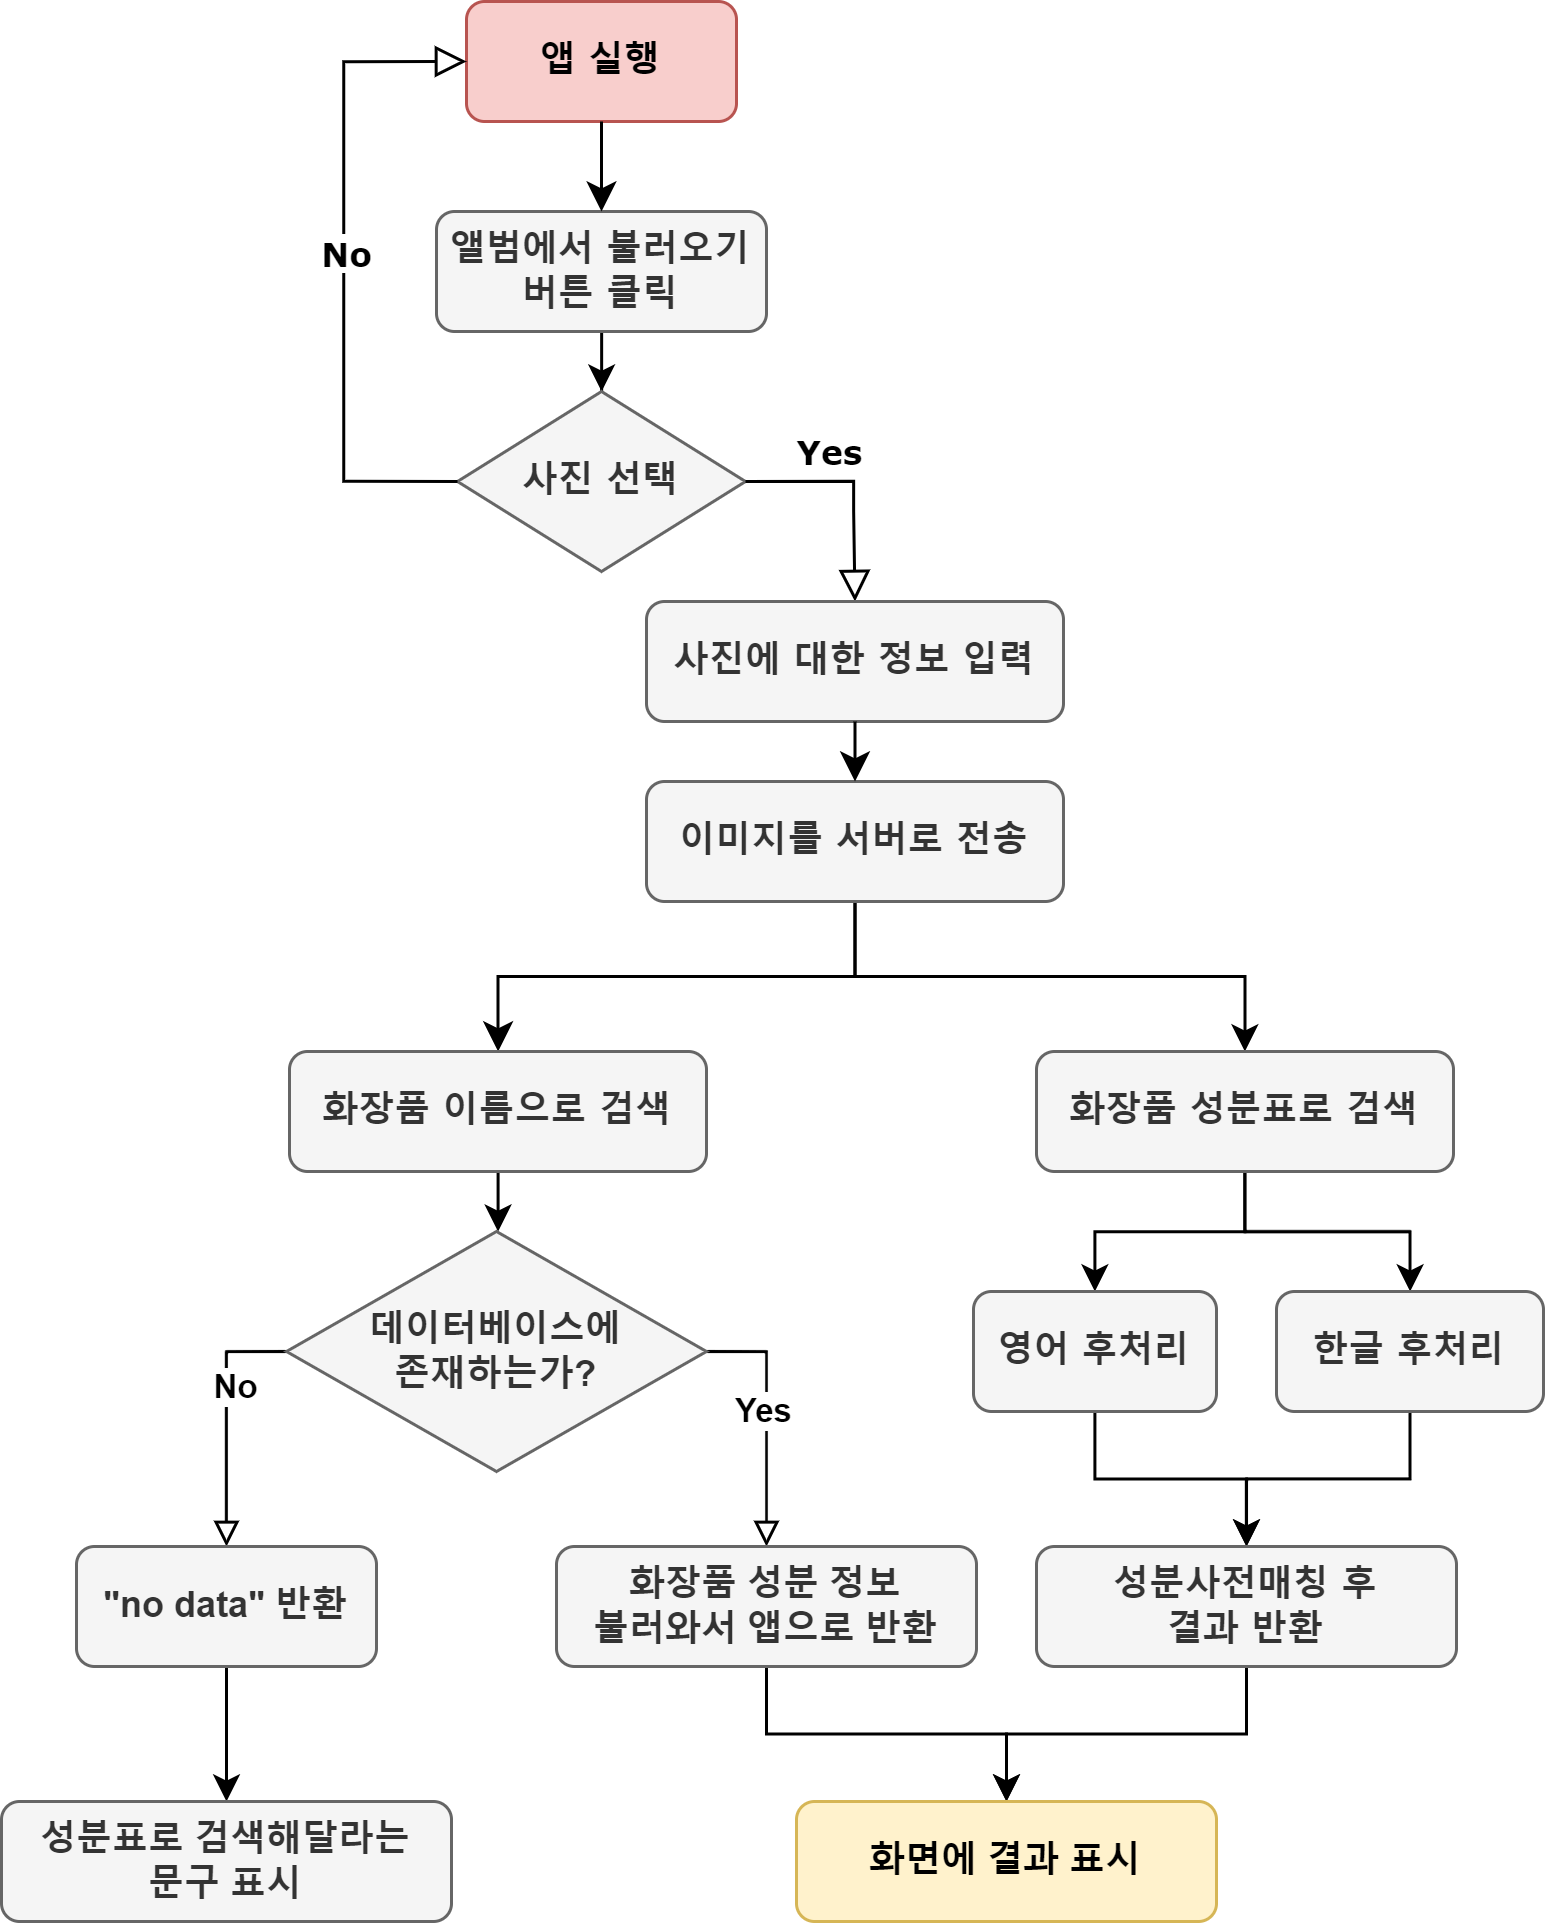 앱 실행
앨범에서 불러오기
버튼 클릭
No
사진 선택
Yes
사진에 대한 정보 입력
이미지를 서버로 전송
화장품 이름으로 검색
화장품 성분표로 검색
데이터베이스에
존재하는가?
No
Yes
영어 후처리
한글 후처리
"no data" 반환
화장품 성분 정보
불러와서 앱으로 반환
성분사전매칭 후
결과 반환
성분표로 검색해달라는
문구 표시
화면에 결과 표시